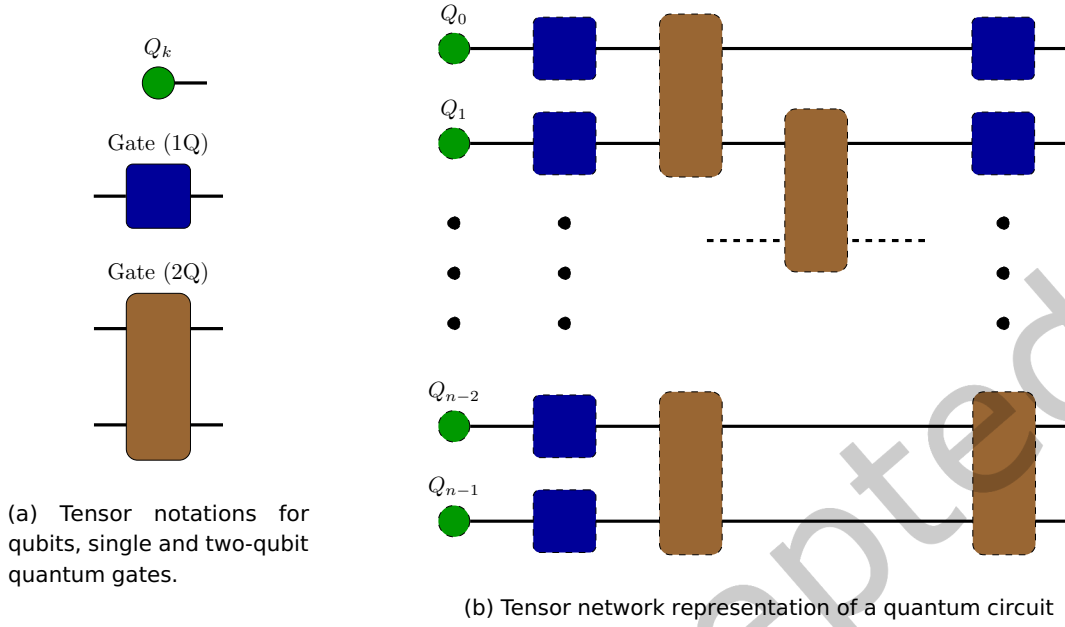 Q_k
Gate (1Q)
Gate (2Q)
(a) Tensor notations for
qubits, single and two-qubit
quantum gates.
Q_0
Q_1
Q_{n-2}
Q_{n-1}
(b) Tensor network representation of a quantum circuit
epted